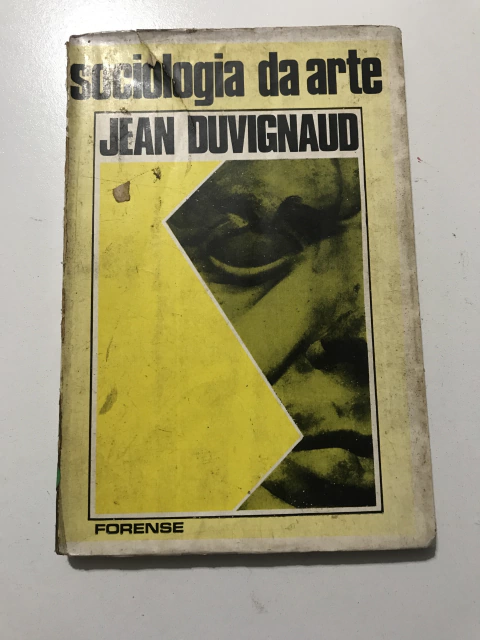 sociologia da arte
JEAN DUVIGNAUD
FORENSE